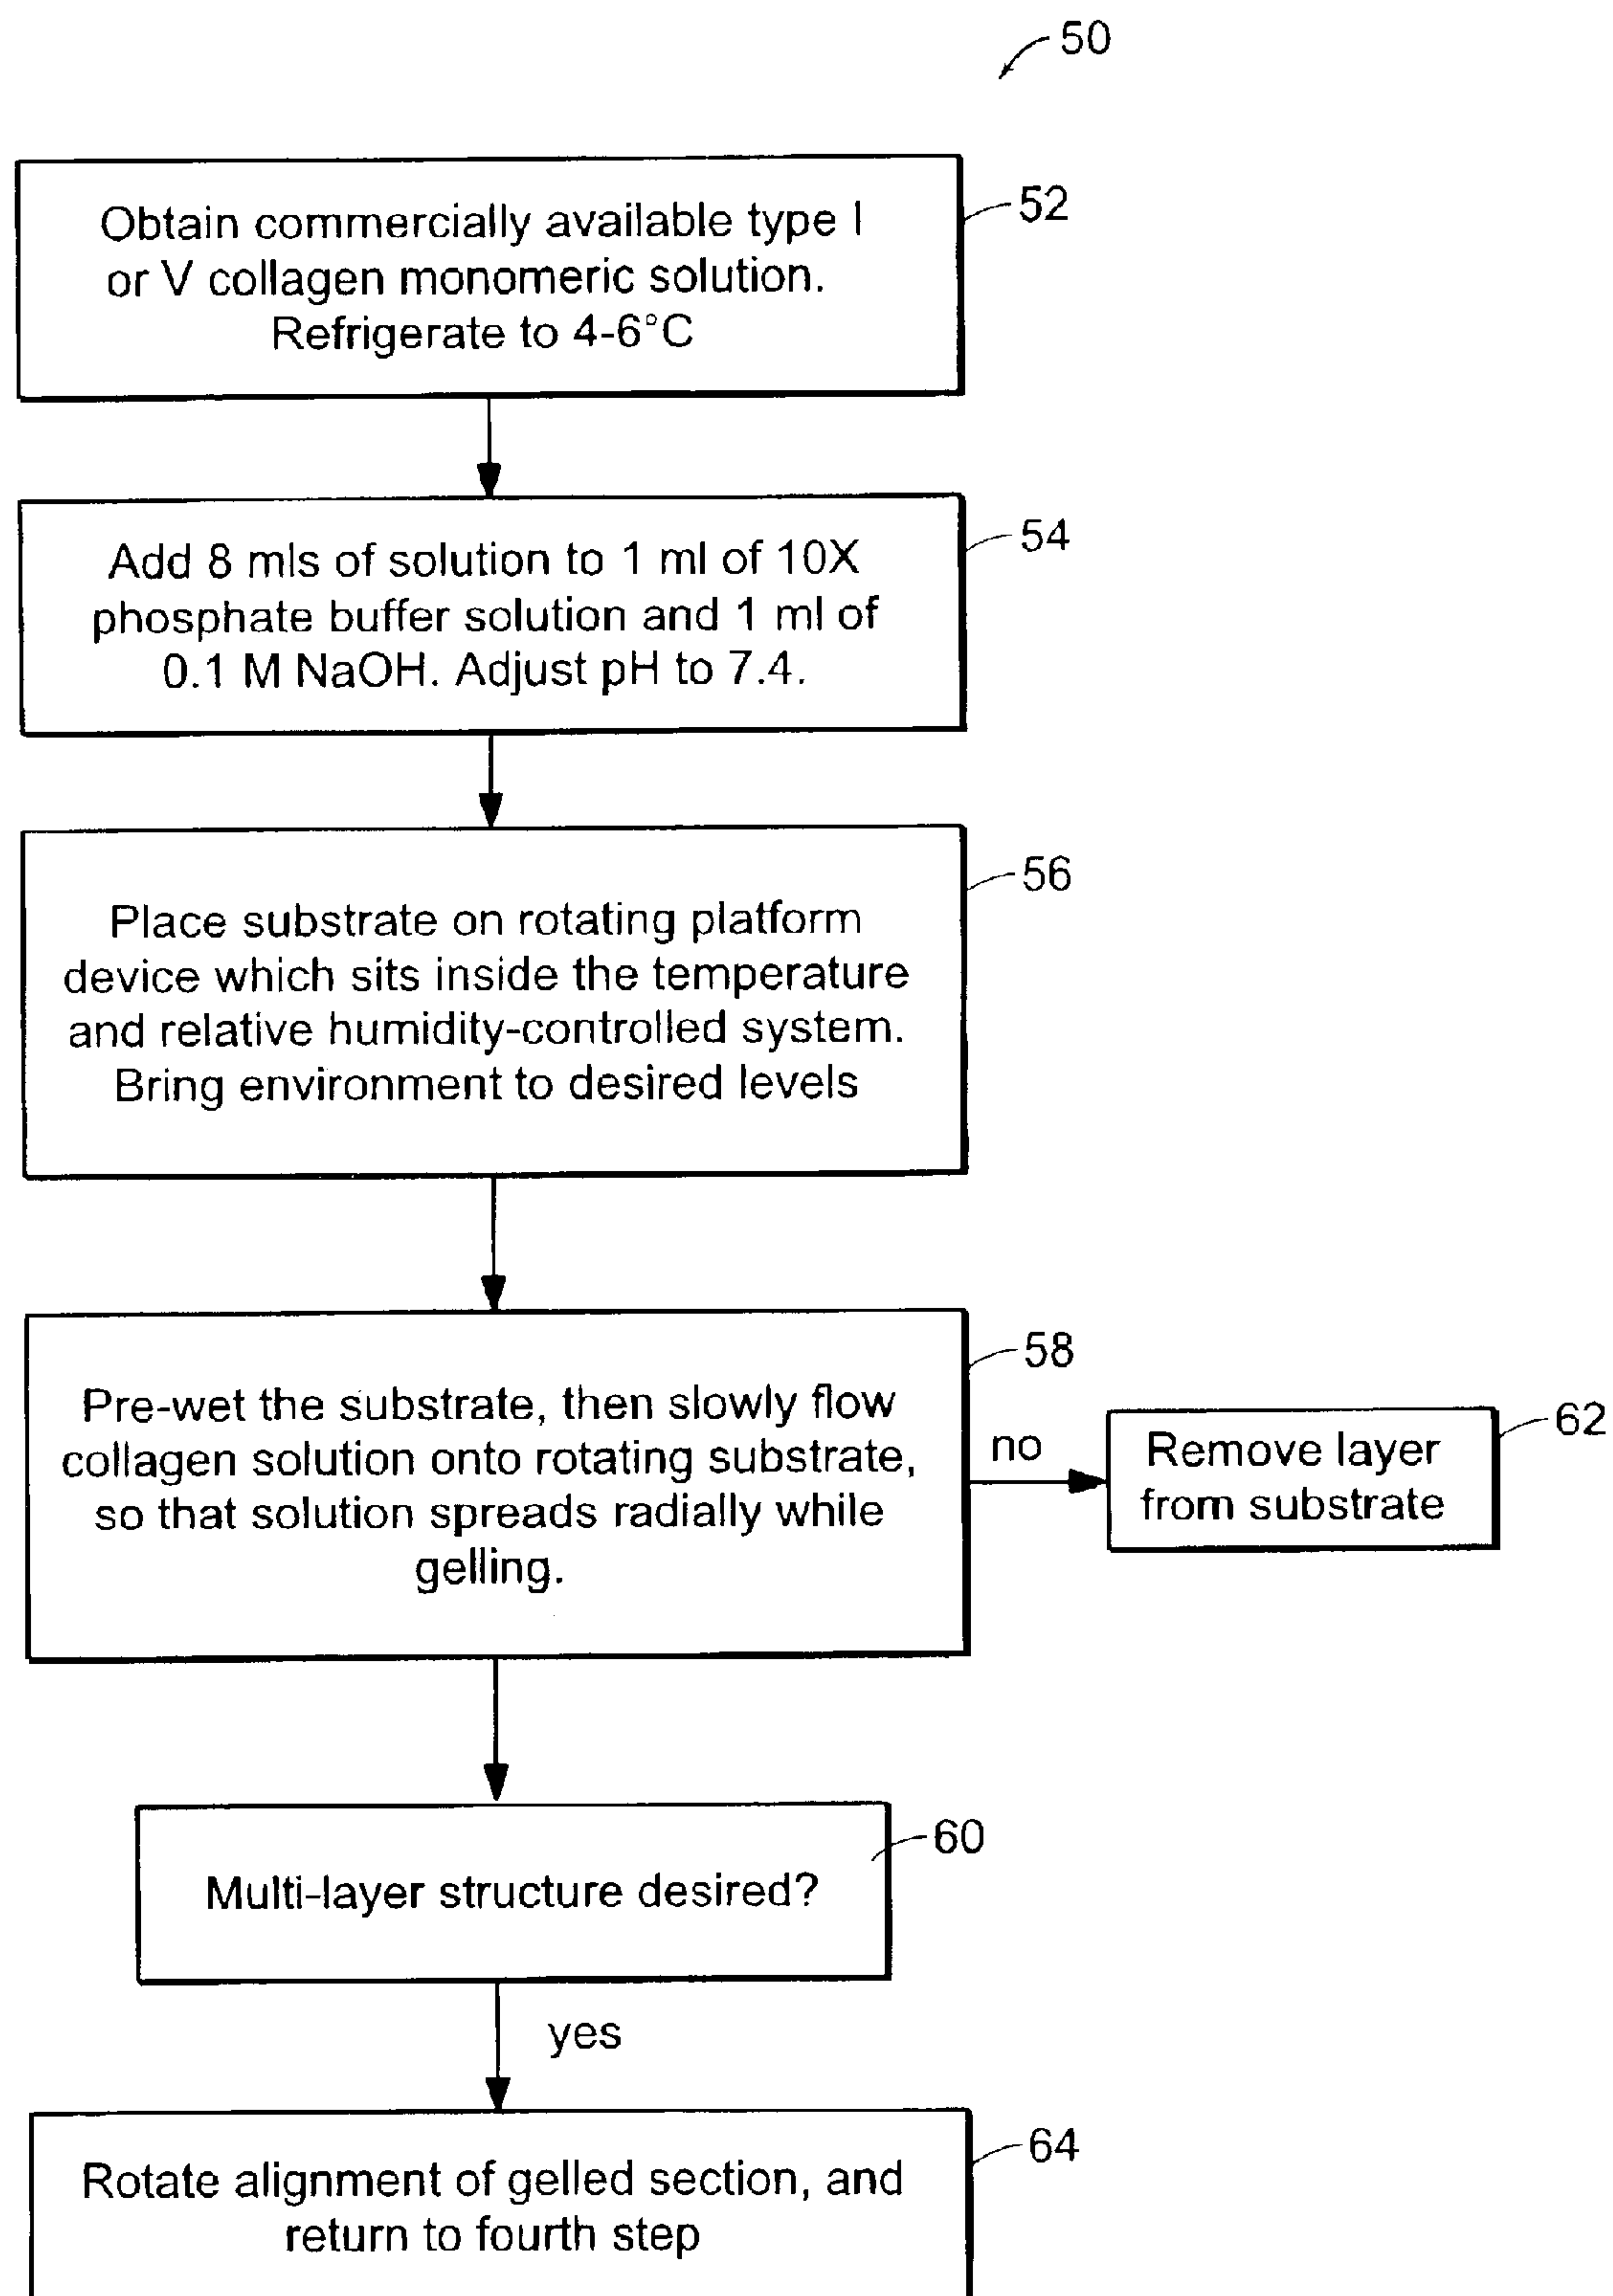 50
Obtain commercially available type I
or V collagen monomeric solution.
Refrigerate to 4-6°C
52
Add 8 mls of solution to 1 ml of 10X
phosphate buffer solution and 1 ml of
0.1 M NaOH. Adjust pH to 7.4.
54
Place substrate on rotating platform
device which sits inside the temperature
and relative humidity-controlled system.
Bring environment to desired levels
56
Pre-wet the substrate, then slowly flow
collagen solution onto rotating substrate,
so that solution spreads radially while
gelling.
58
no
Remove layer
from substrate
62
Multi-layer structure desired?
60
yes
Rotate alignment of gelled section, and
return to fourth step
64